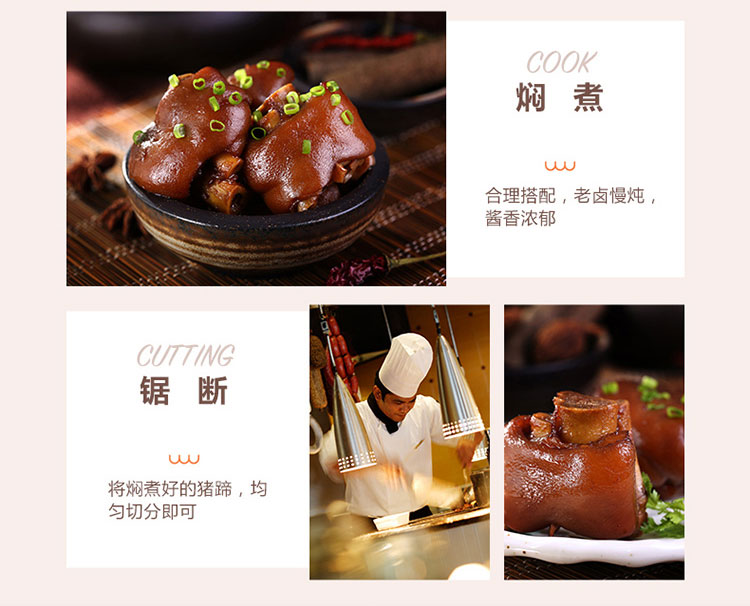 COOK
焖煮
合理搭配，老卤慢炖，
酱香浓郁
CUTTING
锯断
将焖煮好的猪蹄，均
匀切分即可